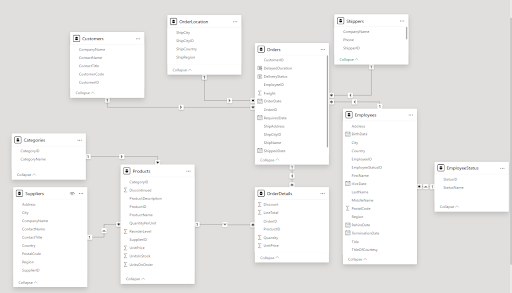 Customers
CompanyName
ContactName
ContactTitle
CustomerCode
CustomerID
Collapse
OrderLocation
ShipCity
ShipCityID
ShipCountry
ShipRegion
Collapse
Orders
CustomerID
DeliveryStatus
EmployeeID
Freight
OrderDate
OrderID
RequiredDate
ShipAddress
ShipCityID
ShipName
ShippedDate
Collapse
Shippers
CompanyName
Phone
ShipperID
Collapse
Employees
Address
BirthDate
City
Country
EmployeeID
EmployeeStatusID
FirstName
HireDate
LastName
MiddleName
PostalCode
Region
RehireDate
TerminationDate
Title
TitleOfCourtesy
Collapse
EmployeeStatus
StatusID
StatusName
Collapse
Categories
CategoryID
CategoryName
Collapse
Suppliers
Address
City
CompanyName
ContactName
ContactTitle
Country
PostalCode
Region
SupplierID
Collapse
Products
CategoryID
Discontinued
ProductDescription
ProductID
ProductName
QuantityPerUnit
ReorderLevel
SupplierID
UnitPrice
UnitsInStock
UnitsOnOrder
Collapse
OrderDetails
Discount
LineTotal
OrderID
ProductID
Quantity
UnitPrice
Collapse